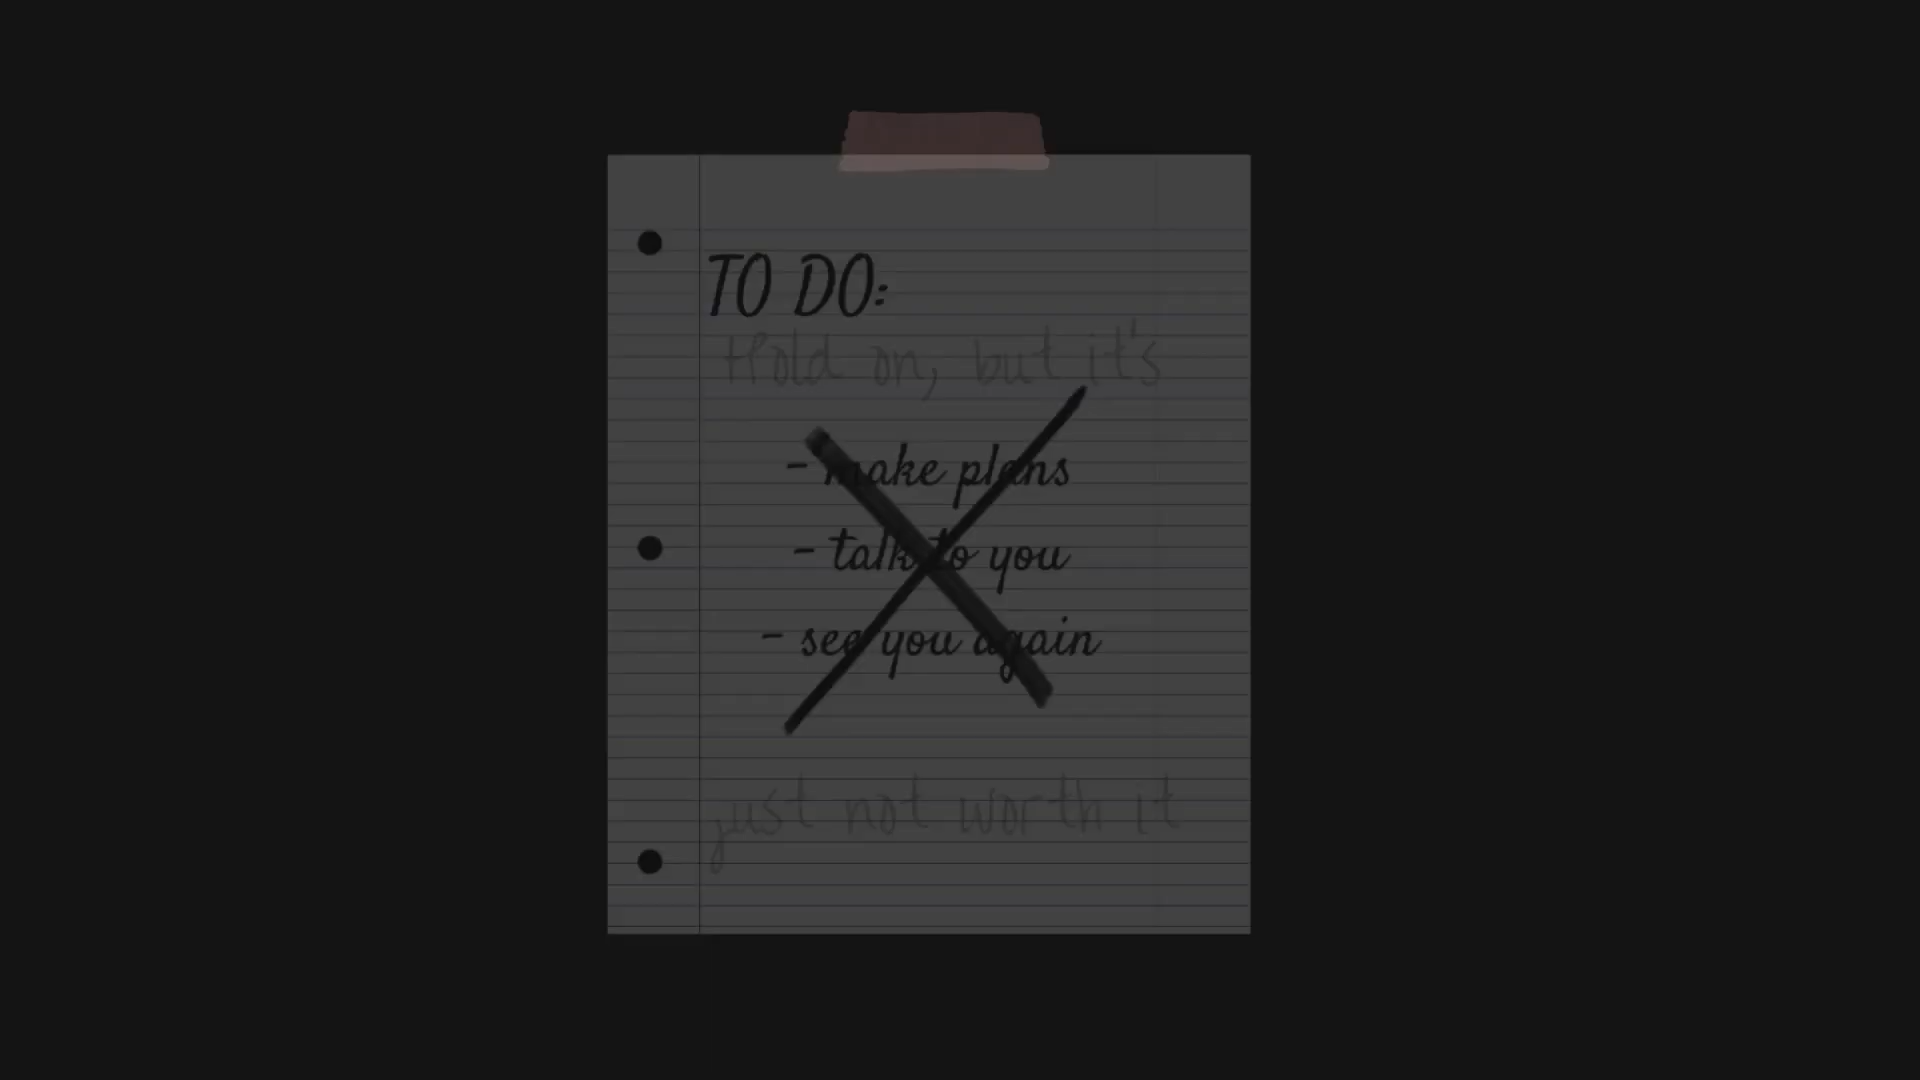 TO DO:
Hold on, but it's
- make plans
- talk to you
- see you again
just not worth it